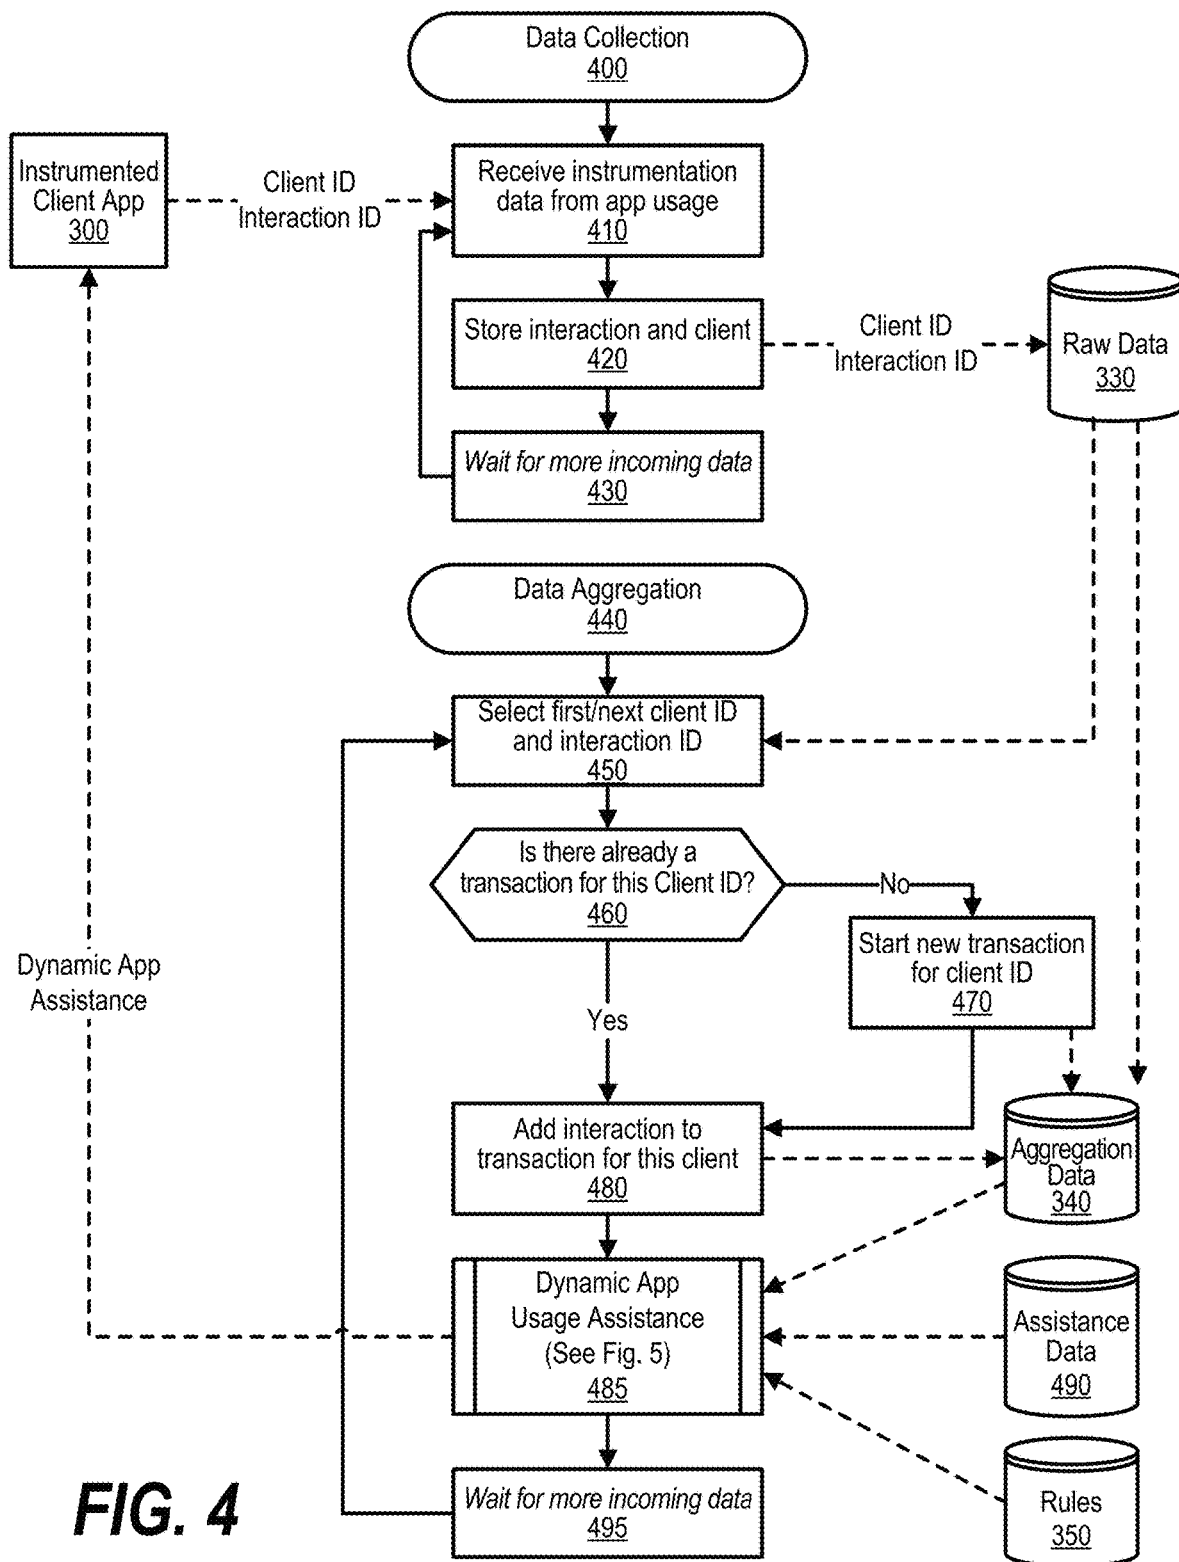 Data Collection
400
Instrumented
Client App
300
Client ID
Interaction ID
Receive instrumentation
data from app usage
410
Store interaction and client
420
Client ID
Interaction ID
Raw Data
330
Wait for more incoming data
430
Data Aggregation
440
Select first/next client ID
and interaction ID
450
Is there already a
transaction for this Client ID?
460
No
Start new transaction
for client ID
470
Dynamic App
Assistance
Yes
Add interaction to
transaction for this client
480
Aggregation
Data
340
Dynamic App
Usage Assistance
(See Fig. 5)
485
Assistance
Data
490
Wait for more incoming data
495
Rules
350
FIG. 4